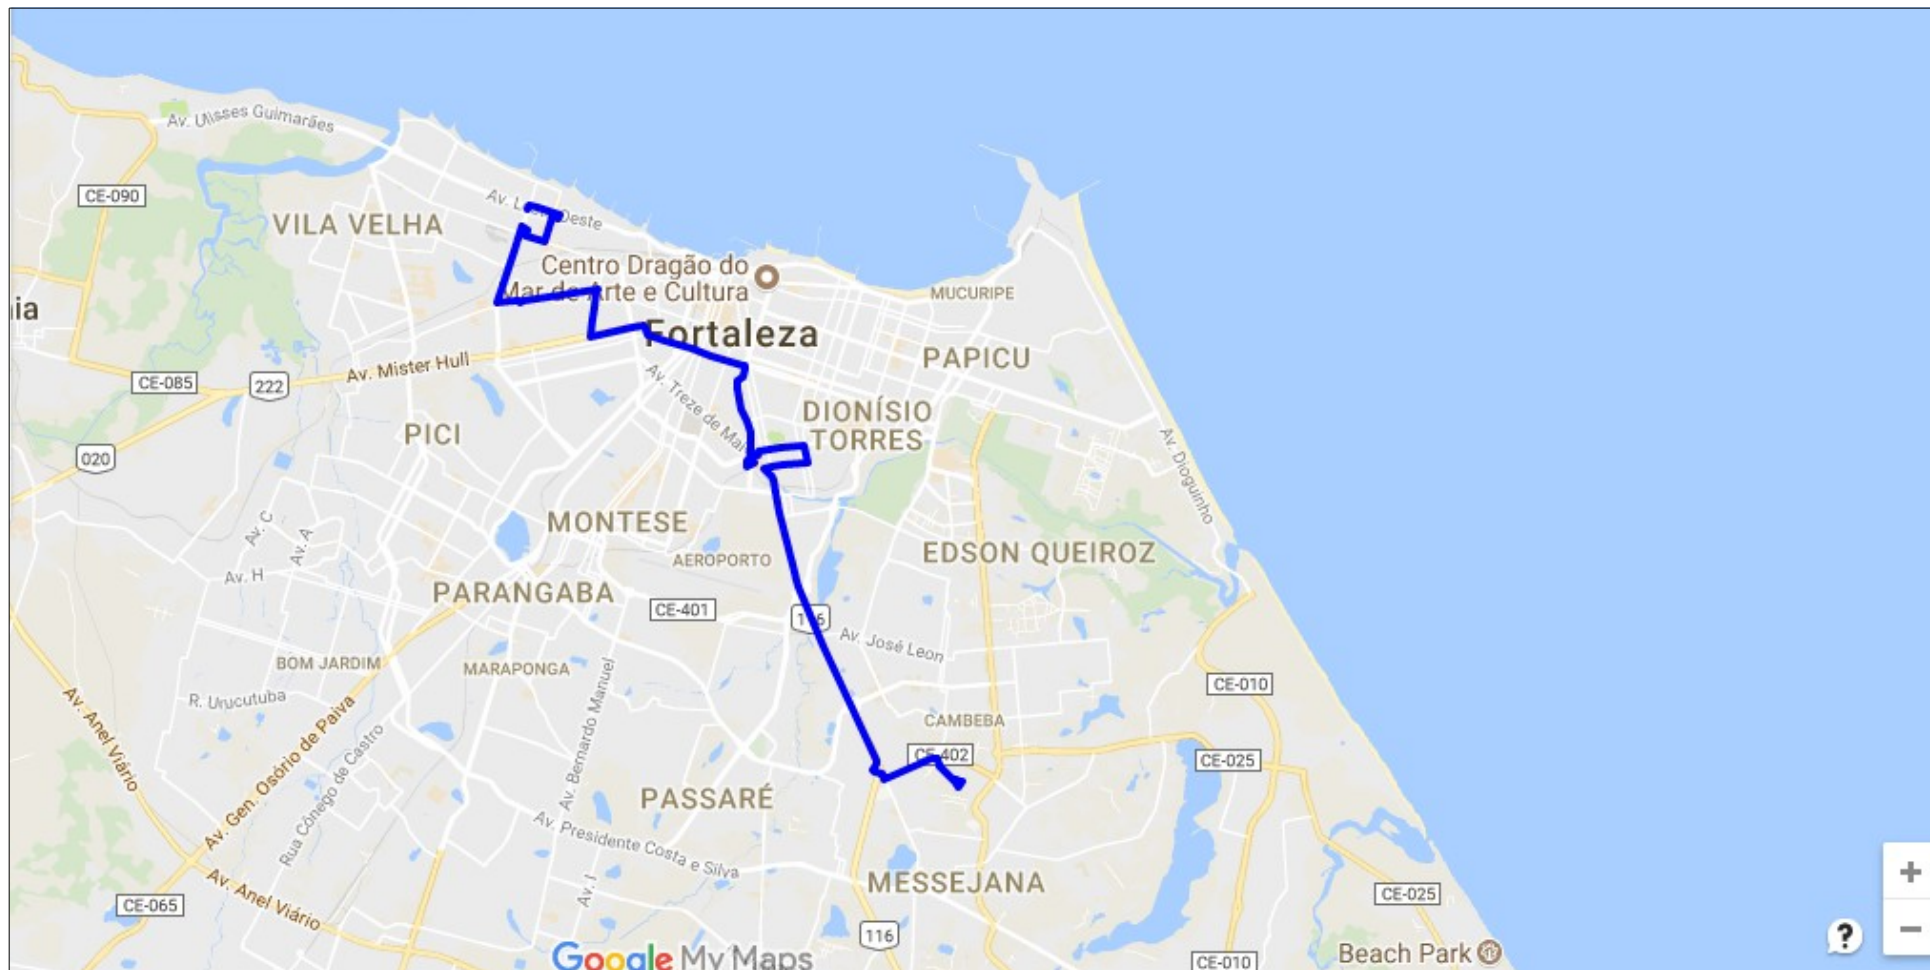 Av. Ulisses Guimarães
CE-090
Av. L Oeste
VILA VELHA
Centro Dragão do
Mar de Arte e Cultura
MUCURIPE
ia
Fortaleza
PAPICU
Av. Mister Hull
CE-085
222
Av. Treze de Mai
DIONÍSIO
TORRES
PICI
020
Av. Dioguinho
Av. C
Av. A
MONTESE
AEROPORTO
EDSON QUEIROZ
Av. H
PARANGABA
CE-401
116
Av. José Leon
BOM JARDIM
MARAPONGA
CE-010
R. Urucutuba
Av. Anel Viário
Av. Gen. Osório de Paiva
Rua Cônego de Castro
Av. Bernardo Manuel
CAMBEBA
CE-402
CE-025
PASSARÉ
Av. Presidente Costa e Silva
Av. I
MESSEJANA
Av. Anel Viário
CE-065
CE-025
116
Google My Maps
CE-010
Beach Park
+
?
−